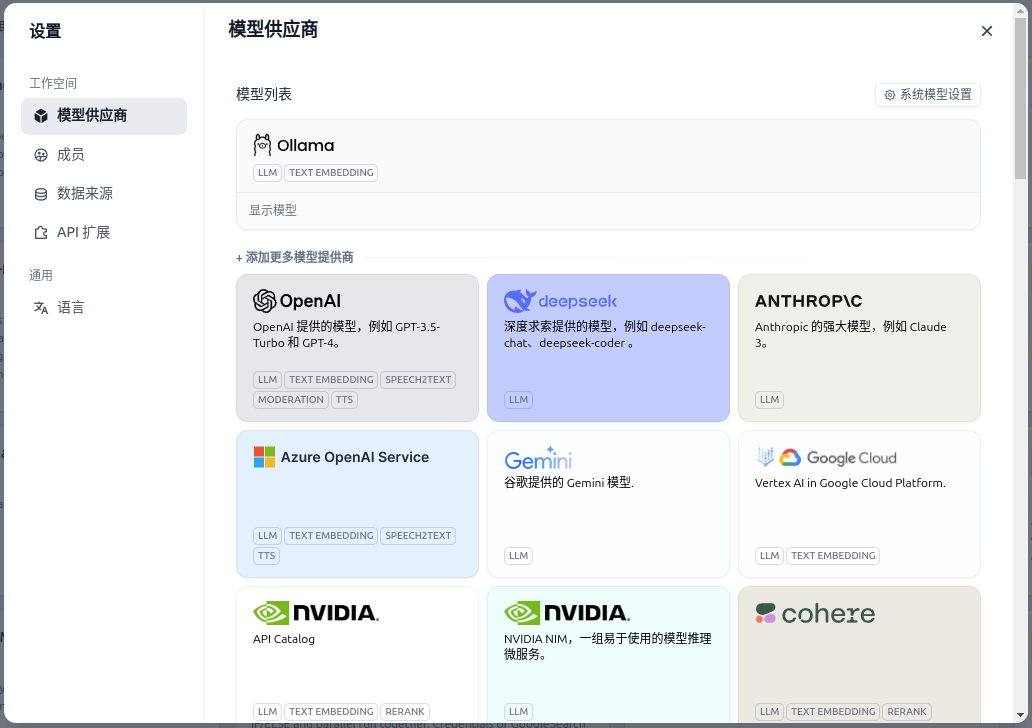 设置
工作空间
模型供应商
成员
数据来源
API 扩展
通用
语言
模型供应商
模型列表
系统模型设置
Ollama
LLM TEXT EMBEDDING
显示模型
+ 添加更多模型提供商
OpenAI
OpenAI 提供的模型，例如 GPT-3.5-
Turbo 和 GPT-4。
LLM TEXT EMBEDDING SPEECH2TEXT
MODERATION TTS
deepseek
深度求索提供的模型，例如 deepseek-
chat、deepseek-coder 。
LLM
ANTHROP\C
Anthropic 的强大模型，例如 Claude
3。
LLM
Azure OpenAI Service
LLM TEXT EMBEDDING SPEECH2TEXT
TTS
Gemini
谷歌提供的 Gemini 模型.
LLM
Google Cloud
Vertex AI in Google Cloud Platform.
LLM TEXT EMBEDDING
NVIDIA.
API Catalog
LLM TEXT EMBEDDING RERANK
NVIDIA.
NVIDIA NIM，一组易于使用的模型推理
微服务。
LLM
cohere
LLM TEXT EMBEDDING RERANK